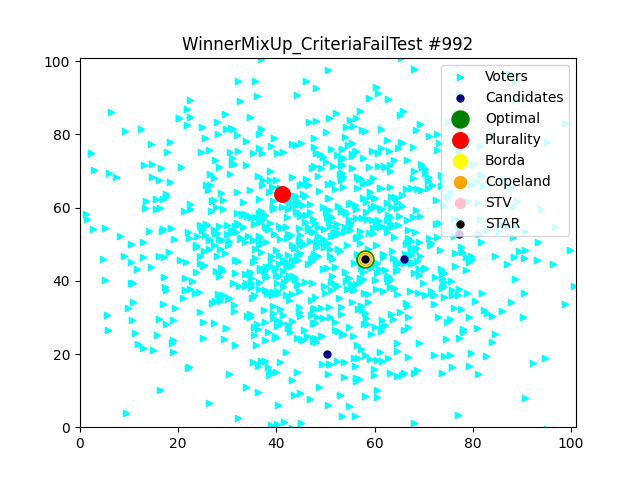 WinnerMixUp_CriteriaFailTest #992
100
80
60
40
20
0
0
20
40
60
80
100
Voters
Candidates
Optimal
Plurality
Borda
Copeland
STV
STAR